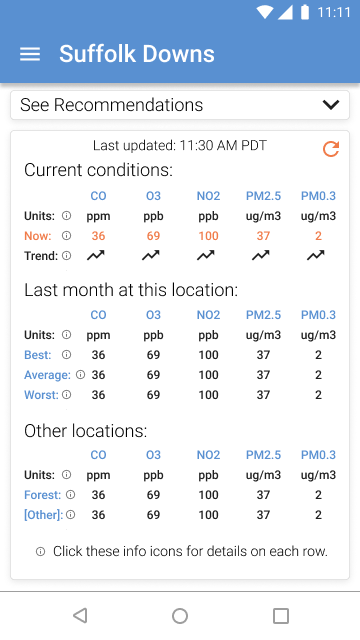 11:11
Suffolk Downs
See Recommendations
Last updated: 11:30 AM PDT
Current conditions:
CO O3 NO2 PM2.5 PM0.3
Units: ppm ppb ppb ug/m3 ug/m3
Now: 36 69 100 37 2
Trend:
Last month at this location:
CO O3 NO2 PM2.5 PM0.3
Units: ppm ppb ppb ug/m3 ug/m3
Best: 36 69 100 37 2
Average: 36 69 100 37 2
Worst: 36 69 100 37 2
Other locations:
CO O3 NO2 PM2.5 PM0.3
Units: ppm ppb ppb ug/m3 ug/m3
Forest: 36 69 100 37 2
[Other]: 36 69 100 37 2
Click these info icons for details on each row.